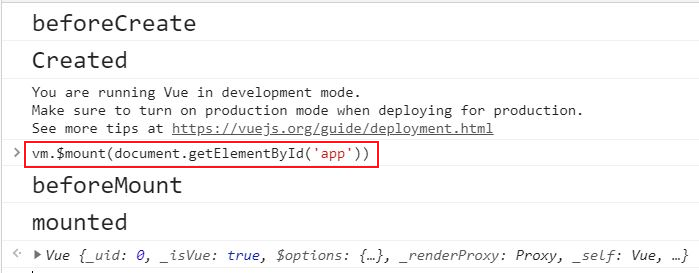 beforeCreate
Created
You are running Vue in development mode.
Make sure to turn on production mode when deploying for production.
See more tips at https://vuejs.org/guide/deployment.html
> vm.$mount(document.getElementById('app'))
beforeMount
mounted
Vue {_uid: 0, _isVue: true, $options: {…}, _renderProxy: Proxy, _self: Vue, …}